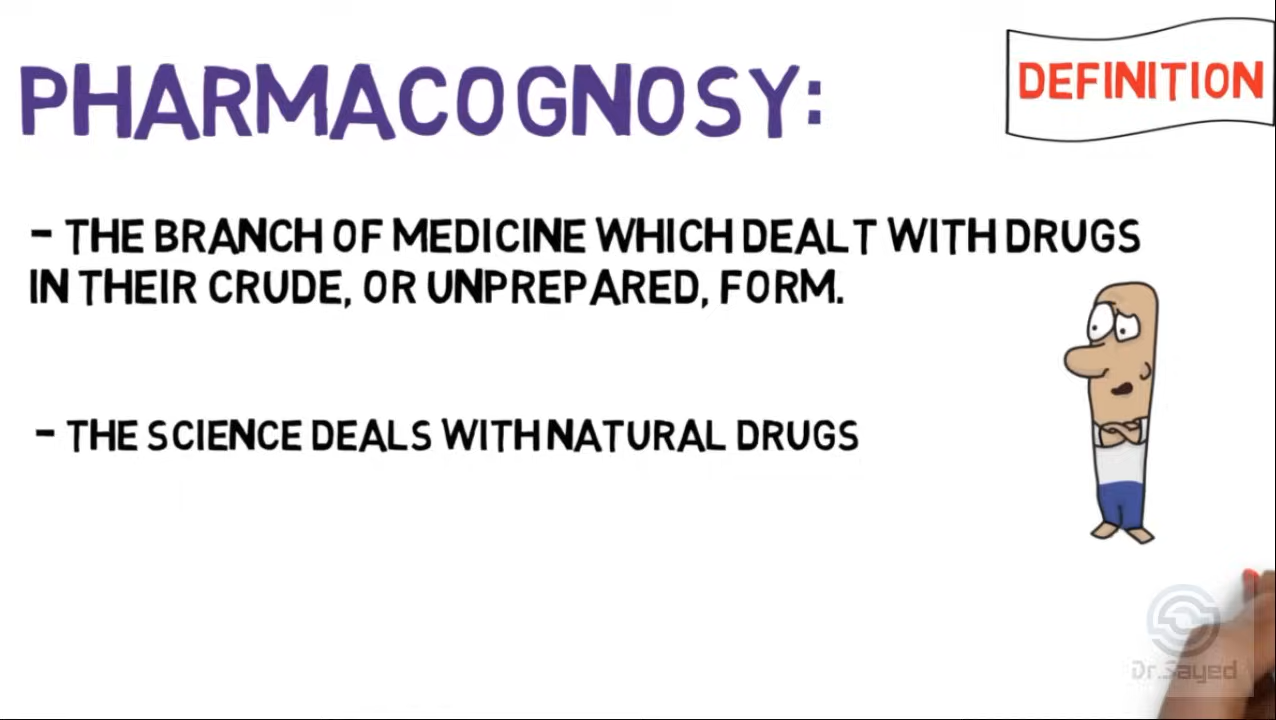 DEFINITION
PHARMACOGNOSY:
- THE BRANCH OF MEDICINE WHICH DEALT WITH DRUGS
IN THEIR CRUDE, OR UNPREPARED, FORM.
- THE SCIENCE DEALS WITH NATURAL DRUGS
Dr.Sayed